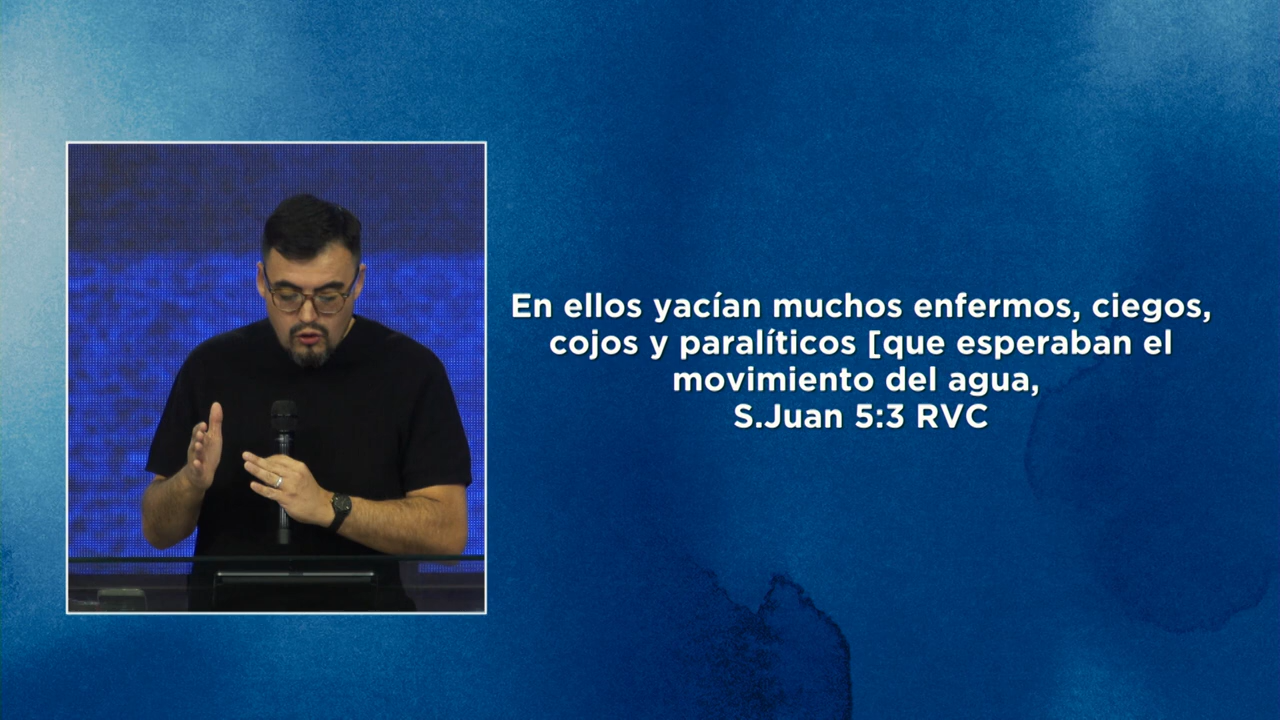 En ellos yacían muchos enfermos, ciegos,
cojos y paralíticos [que esperaban el
movimiento del agua,
S.Juan 5:3 RVC